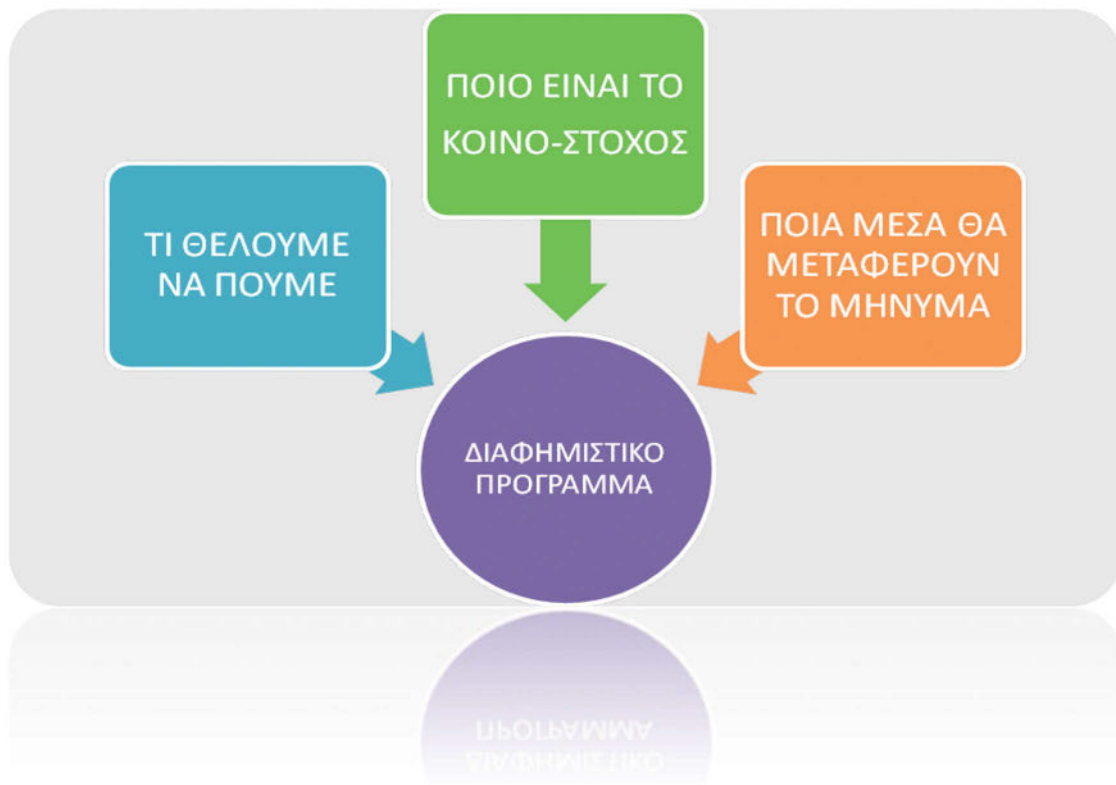 ΠΟΙΟ ΕΙΝΑΙ ΤΟ
ΚΟΙΝΟ-ΣΤΟΧΟΣ
ΤΙ ΘΕΛΟΥΜΕ
ΝΑ ΠΟΥΜΕ
ΠΟΙΑ ΜΕΣΑ ΘΑ
ΜΕΤΑΦΕΡΟΥΝ
ΤΟ ΜΗΝΥΜΑ
ΔΙΑΦΗΜΙΣΤΙΚΟ
ΠΡΟΓΡΑΜΜΑ